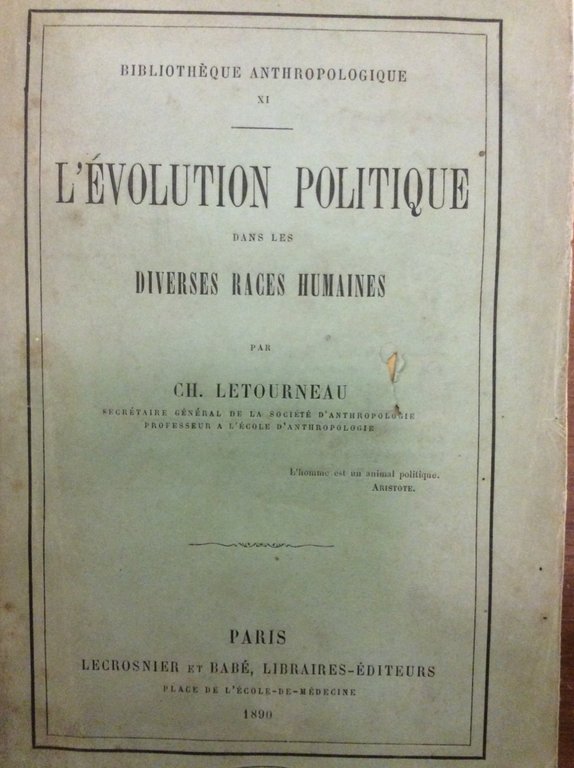 BIBLIOTHÈQUE ANTHROPOLOGIQUE
XI
L'ÉVOLUTION POLITIQUE
DANS LES
DIVERSES RACES HUMAINES
PAR
CH. LETOURNEAU
SECRÉTAIRE GÉNÉRAL DE LA SOCIÉTÉ D'ANTHROPOLOGIE
PROFESSEUR A L'ÉCOLE D'ANTHROPOLOGIE
L'homme est un animal politique.
ARISTOTE.
PARIS
LECROSNIER ET BABÉ, LIBRAIRES-ÉDITEURS
PLACE DE L'ÉCOLE-DE-MÉDECINE
1890